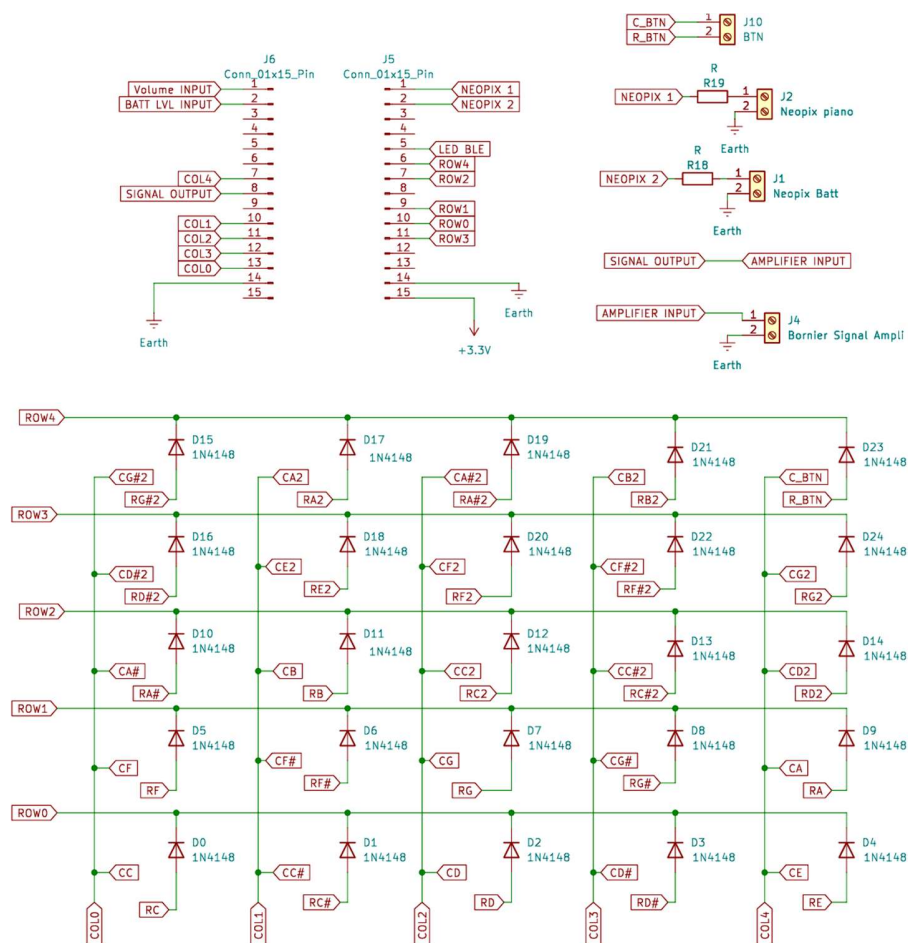 C_BTN 1 J10
R_BTN 2 BTN
J6
Conn_01x15_Pin
Volume INPUT 1
BATT LVL INPUT 2
3
4
5
6
COL4 7
SIGNAL OUTPUT 8
9
COL1 10
COL2 11
COL3 12
COL0 13
14
15
Earth
J5
Conn_01x15_Pin
1 NEOPIX 1
2 NEOPIX 2
3
4
5 LED BLE
6 ROW4
7 ROW2
8
9 ROW1
10 ROW0
11 ROW3
12
13
14
15
Earth
+3.3V
R
R19
NEOPIX 1 1 J2
2 Neopix piano
Earth
R
R18
NEOPIX 2 1 J1
2 Neopix Batt
Earth
SIGNAL OUTPUT AMPLIFIER INPUT
AMPLIFIER INPUT 1 J4
2 Bornier Signal Ampli
Earth
ROW4
D15 D17 D19 D21 D23
1N4148 1N4148 1N4148 1N4148 1N4148
CG#2 CA2 CA#2 CB2 C_BTN
RG#2 RA2 RA#2 RB2 R_BTN
ROW3
D16 D18 D20 D22 D24
1N4148 1N4148 1N4148 1N4148 1N4148
CD#2 CE2 CF2 CF#2 CG2
RD#2 RE2 RF2 RF#2 RG2
ROW2
D10 D11 D12 D13 D14
1N4148 1N4148 1N4148 1N4148 1N4148
CA# CB CC2 CC#2 CD2
RA# RB RC2 RC#2 RD2
ROW1
D5 D6 D7 D8 D9
1N4148 1N4148 1N4148 1N4148 1N4148
CF CF# CG CG# CA
RF RF# RG RG# RA
ROW0
D0 D1 D2 D3 D4
1N4148 1N4148 1N4148 1N4148 1N4148
CC CC# CD CD# CE
RC RC# RD RD# RE
COL0 COL1 COL2 COL3 COL4